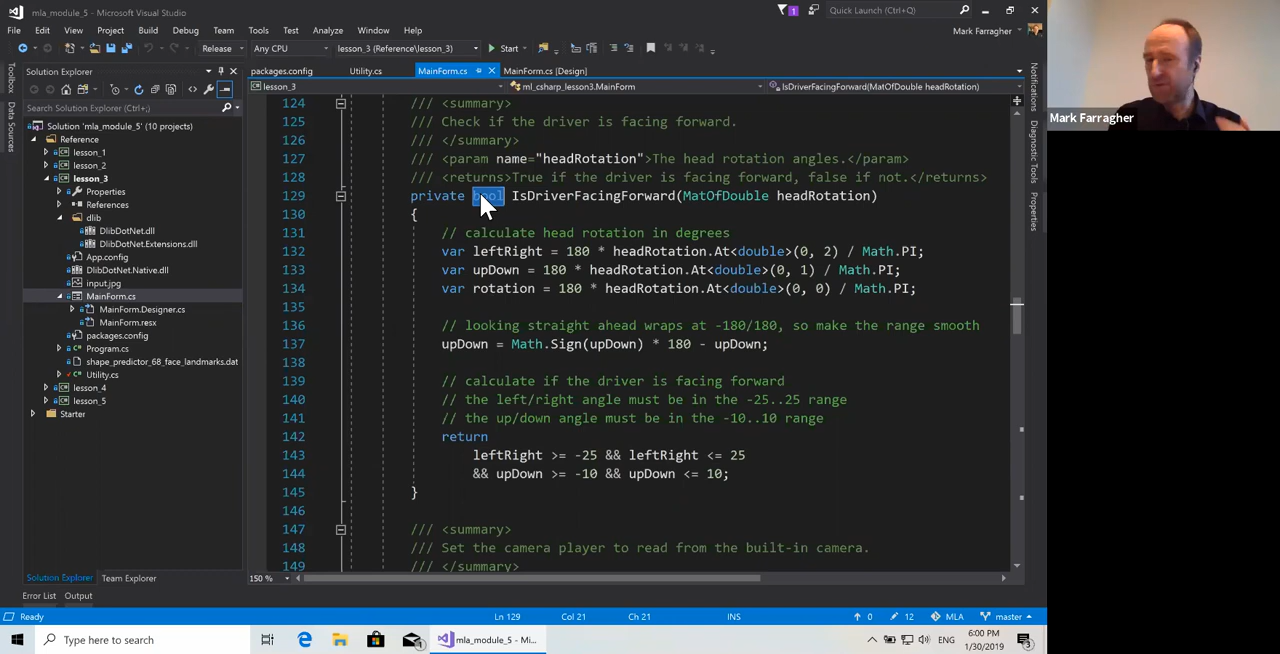 mla_module_5 - Microsoft Visual Studio
1
Quick Launch (Ctrl+Q)
File Edit View Project Build Debug Team Tools Test Analyze Window Help
Mark Farragher
Release Any CPU lesson_3 (Reference\lesson_3) Start
Toolbox
Data Sources
Solution Explorer
Search Solution Explorer (Ctrl+;)
Solution 'mla_module_5' (10 projects)
Reference
lesson_1
lesson_2
lesson_3
Properties
References
dlib
DlibDotNet.dll
DlibDotNet.Extensions.dll
App.config
DlibDotNet.Native.dll
input.jpg
MainForm.cs
MainForm.Designer.cs
MainForm.resx
packages.config
Program.cs
shape_predictor_68_face_landmarks.dat
Utility.cs
lesson_4
lesson_5
Starter
Solution Explorer Team Explorer
packages.config Utility.cs MainForm.cs MainForm.cs [Design]
lesson_3 ml_csharp_lesson3.MainForm IsDriverFacingForward(MatOfDouble headRotation)
124 /// <summary>
125 /// Check if the driver is facing forward.
126 /// </summary>
127 /// <param name="headRotation">The head rotation angles.</param>
128 /// <returns>True if the driver is facing forward, false if not.</returns>
129 private bool IsDriverFacingForward(MatOfDouble headRotation)
130 {
131 // calculate head rotation in degrees
132 var leftRight = 180 * headRotation.At<double>(0, 2) / Math.PI;
133 var upDown = 180 * headRotation.At<double>(0, 1) / Math.PI;
134 var rotation = 180 * headRotation.At<double>(0, 0) / Math.PI;
135
136 // looking straight ahead wraps at -180/180, so make the range smooth
137 upDown = Math.Sign(upDown) * 180 - upDown;
138
139 // calculate if the driver is facing forward
140 // the left/right angle must be in the -25..25 range
141 // the up/down angle must be in the -10..10 range
142 return
143 leftRight >= -25 && leftRight <= 25
144 && upDown >= -10 && upDown <= 10;
145 }
146
147 /// <summary>
148 /// Set the camera player to read from the built-in camera.
149 /// </summary>
150 %
Notifications
Diagnostic Tools
Properties
Mark Farragher
Error List Output
Ready Ln 129 Col 21 Ch 21 INS 0 12 MLA master
Type here to search
1
mla_module_5 - Mi...
ENG
6:00 PM
1/30/2019
3